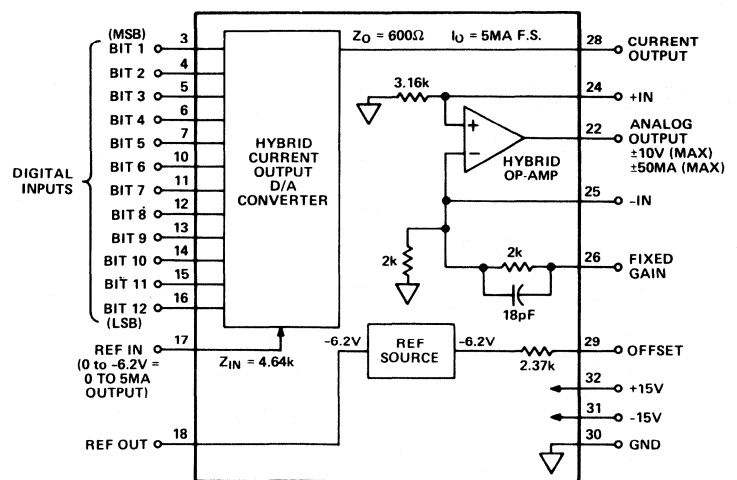 (MSB)
BIT 1 3
BIT 2 4
BIT 3 5
BIT 4 6
BIT 5 7
BIT 6 10
BIT 7 11
BIT 8 12
BIT 9 13
BIT 10 14
BIT 11 15
BIT 12 16
(LSB)
DIGITAL
INPUTS
REF IN 17
(0 to -6.2V =
0 TO 5MA
OUTPUT)
REF OUT 18
HYBRID
CURRENT
OUTPUT
D/A
CONVERTER
ZIN = 4.64k
ZO = 600Ω IO = 5MA F.S.
3.16k
+
−
HYBRID
OP-AMP
2k
2k
18pF
-6.2V
REF
SOURCE
-6.2V
2.37k
28 CURRENT
OUTPUT
24 +IN
22 ANALOG
OUTPUT
±10V (MAX)
±50MA (MAX)
25 -IN
26 FIXED
GAIN
29 OFFSET
32 +15V
31 -15V
30 GND